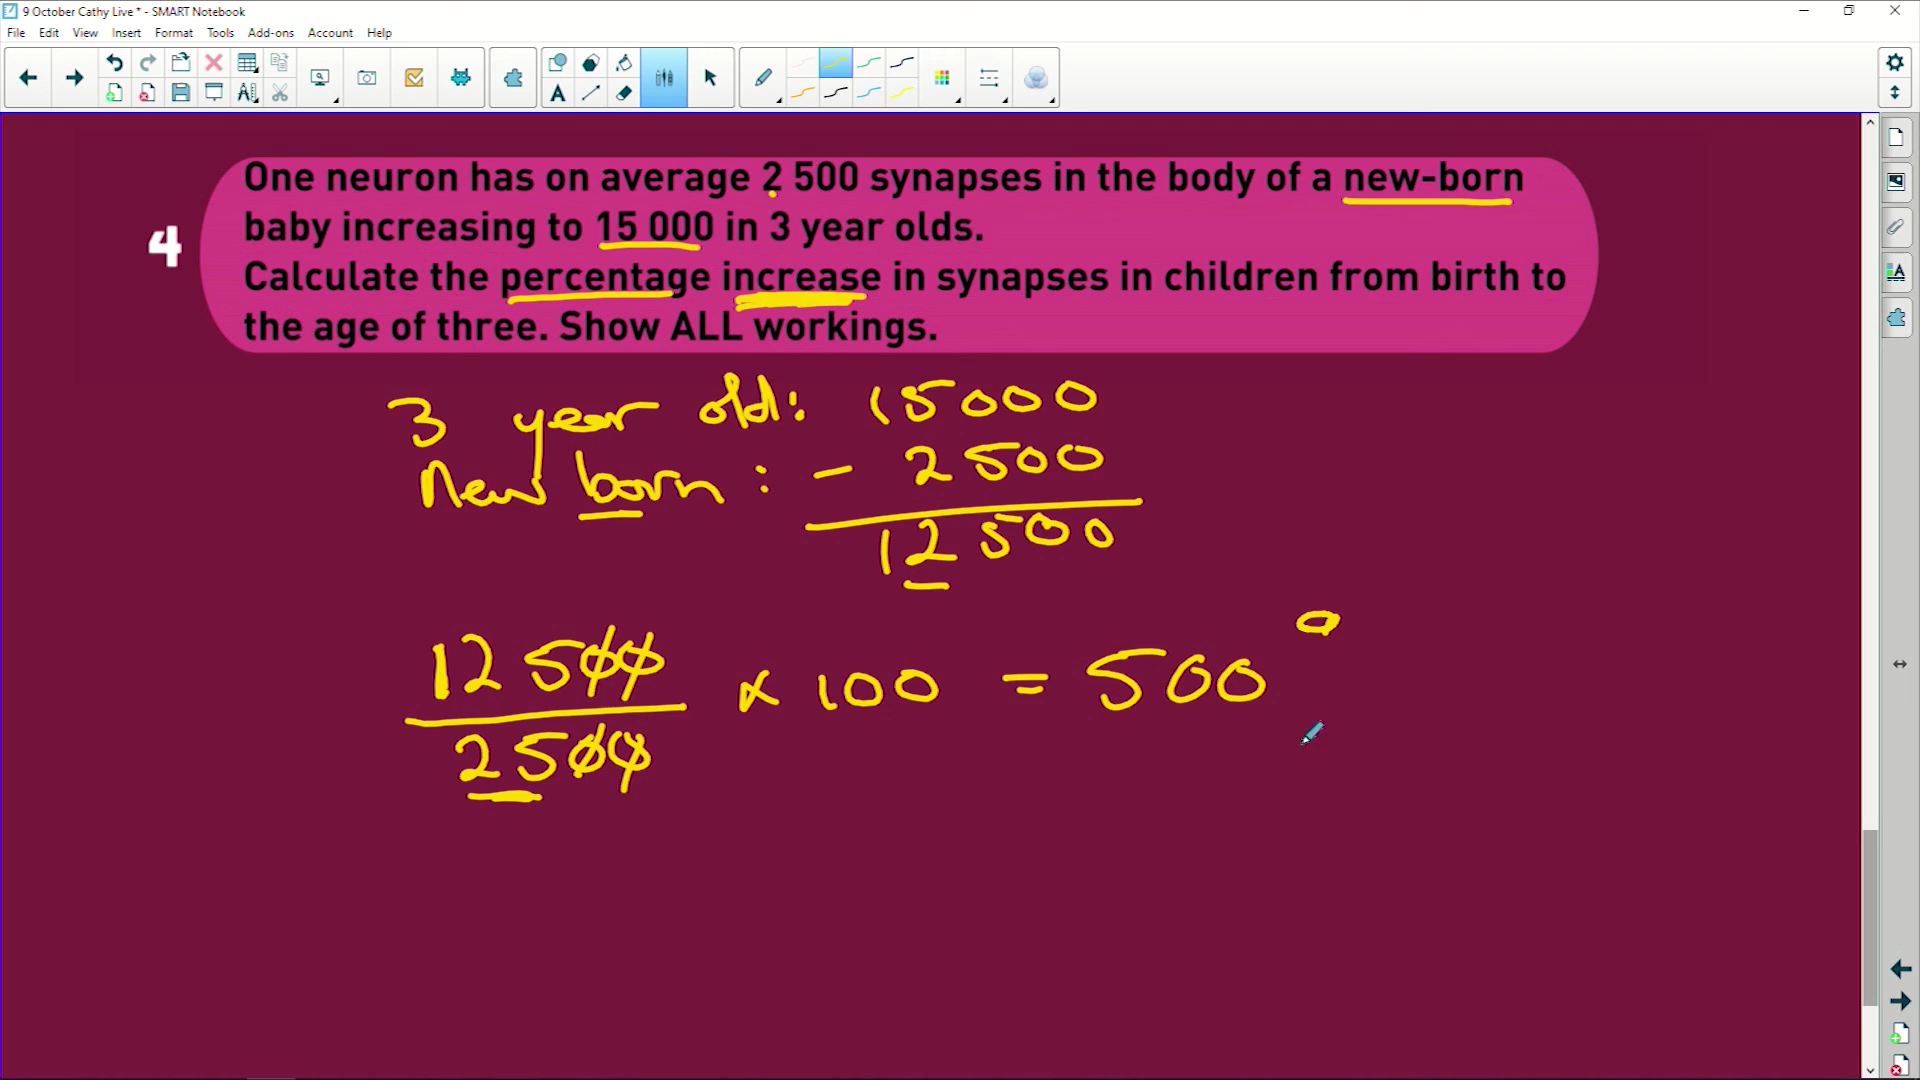 9 October Cathy Live * - SMART Notebook
File Edit View Insert Format Tools Add-ons Account Help
4
One neuron has on average 2 500 synapses in the body of a new-born
baby increasing to 15 000 in 3 year olds.
Calculate the percentage increase in synapses in children from birth to
the age of three. Show ALL workings.
3 year old: 15000
New born : - 2500
12500
12500
2500
× 100 = 500